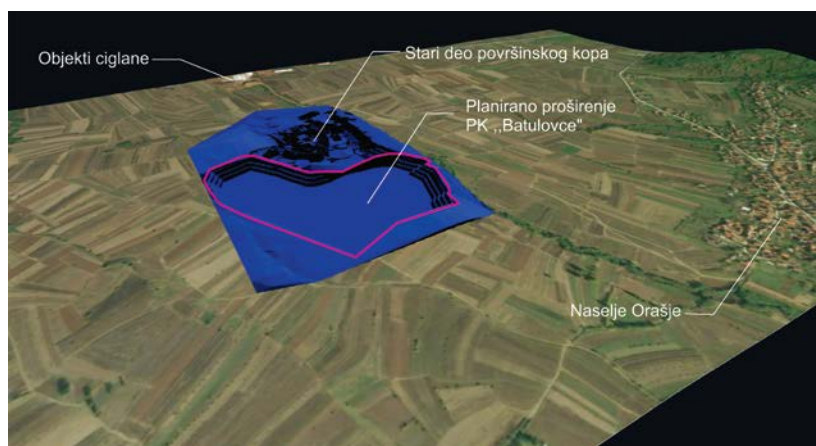 Objekti ciglane
Stari deo površinskog kopa
Planirano proširenje
PK ,,Batulovce"
Naselje Orašje